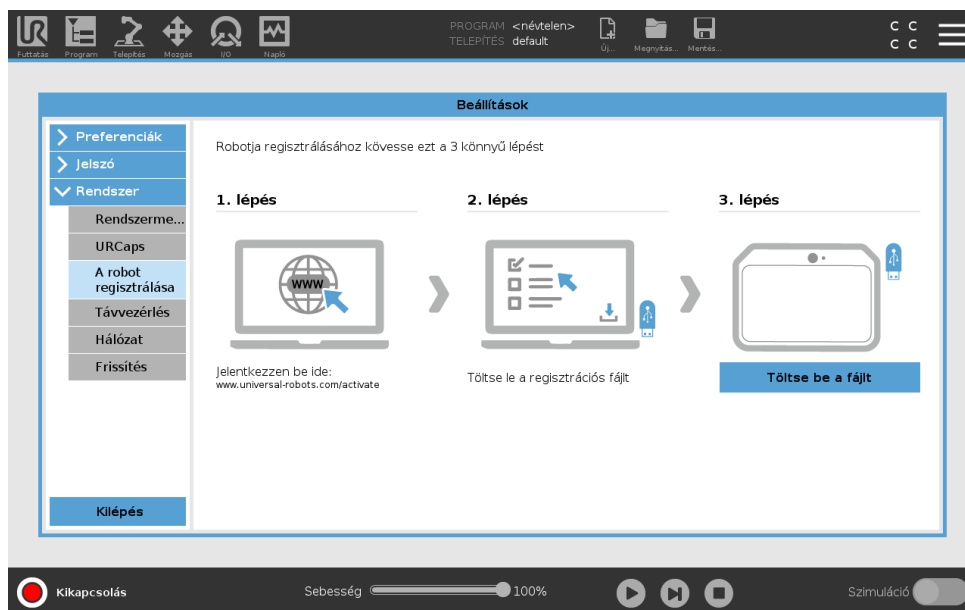 PROGRAM <névtelen>
TELEPÍTÉS default
Futtatás
Program
Telepítés
Mozgás
I/O
Napló
Új...
Megnyitás...
Mentés...
C C
C C
Beállítások
Preferenciák
Jelszó
Rendszer
Rendszerme...
URCaps
A robot
regisztrálása
Távvezérlés
Hálózat
Frissítés
Kilépés
Robotja regisztrálásához kövesse ezt a 3 könnyű lépést
1. lépés
2. lépés
3. lépés
WWW
Jelentkezzen be ide:
www.universal-robots.com/activate
Töltse le a regisztrációs fájlt
Töltse be a fájlt
Kikapcsolás
Sebesség
100%
Szimuláció